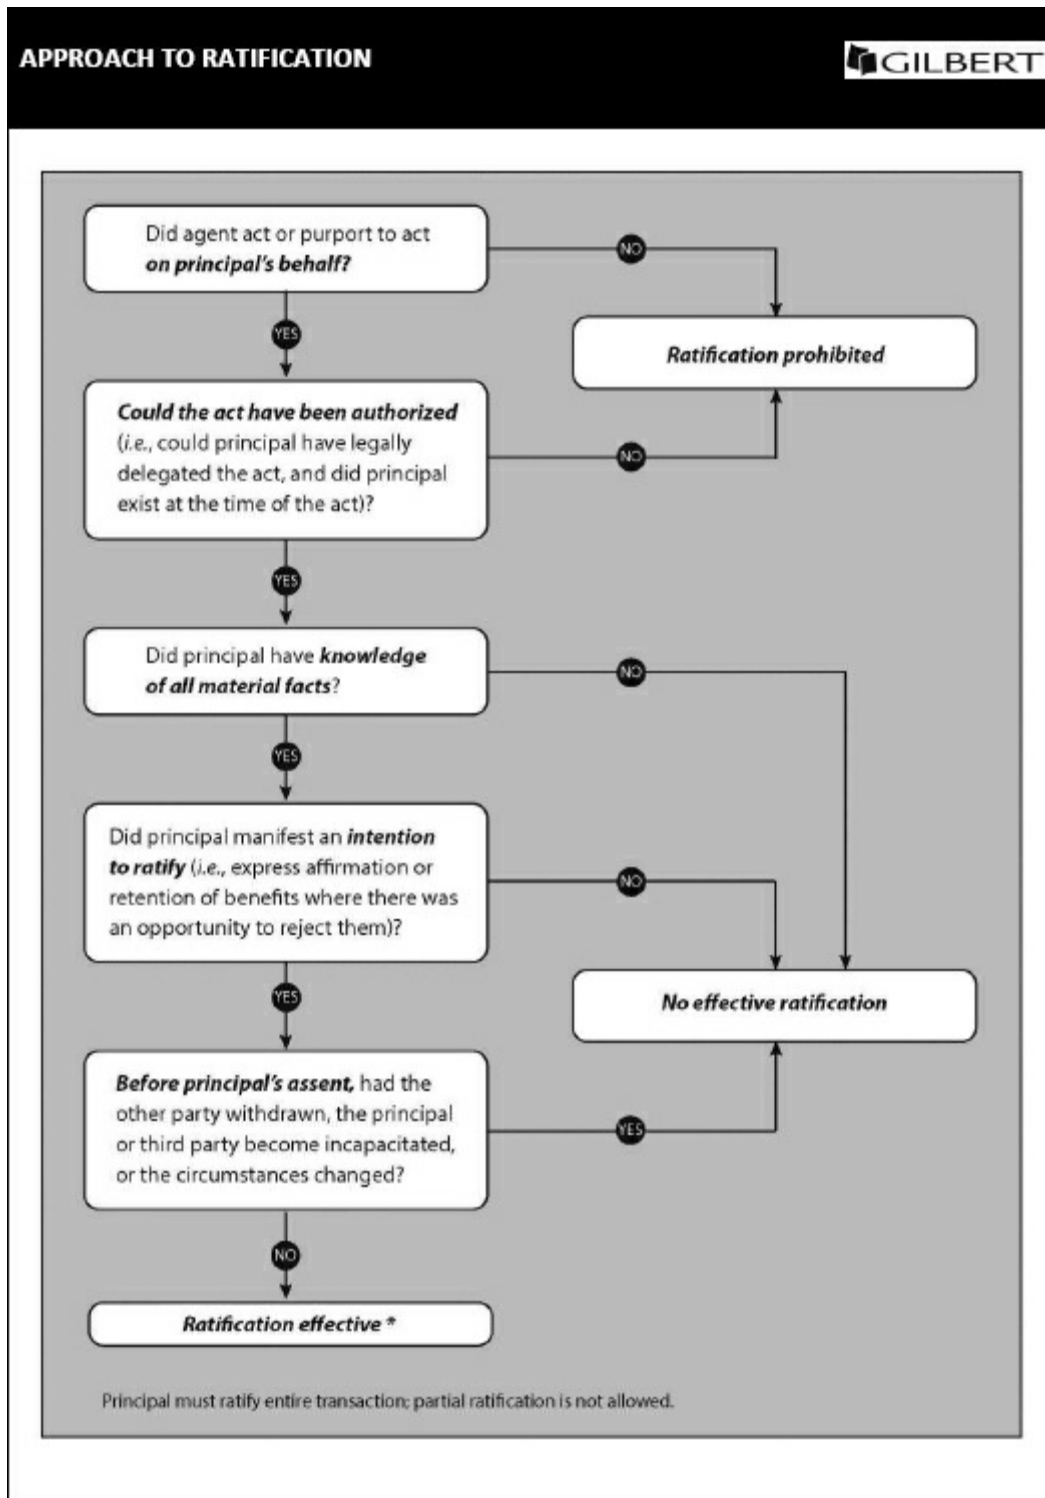 APPROACH TO RATIFICATION
GILBERT
Did agent act or purport to act
on principal's behalf?
NO
YES
Ratification prohibited
Could the act have been authorized
(i.e., could principal have legally
delegated the act, and did principal
exist at the time of the act)?
NO
YES
Did principal have knowledge
of all material facts?
NO
YES
Did principal manifest an intention
to ratify (i.e., express affirmation or
retention of benefits where there was
an opportunity to reject them)?
NO
YES
No effective ratification
Before principal's assent, had the
other party withdrawn, the principal
or third party become incapacitated,
or the circumstances changed?
YES
NO
Ratification effective *
Principal must ratify entire transaction; partial ratification is not allowed.